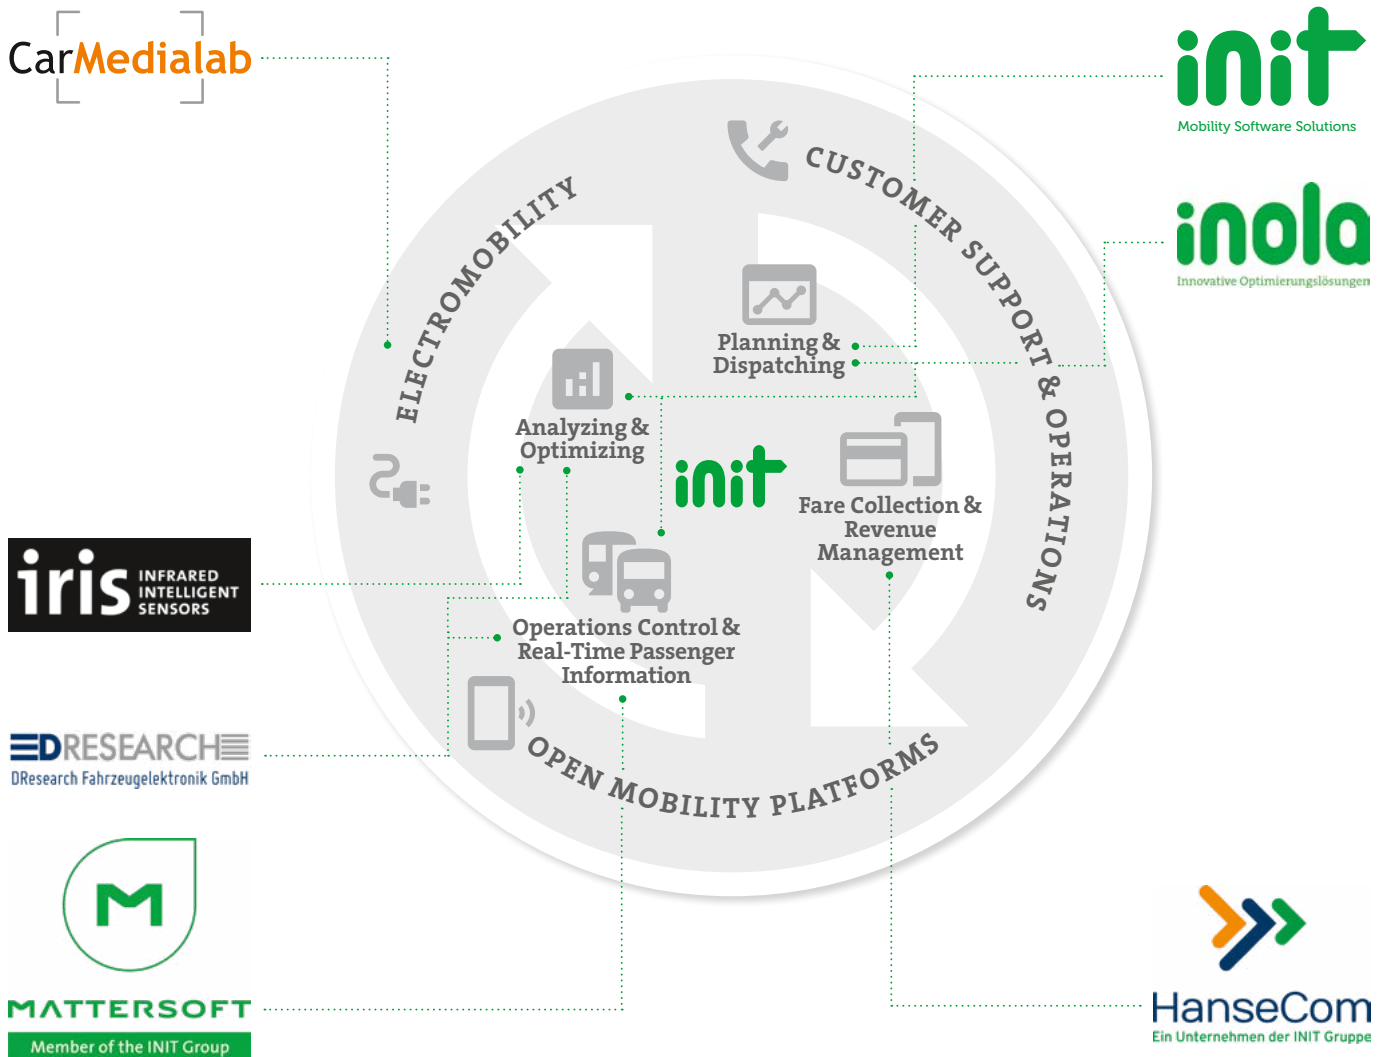 CarMedialab
init
Mobility Software Solutions
inola
Innovative Optimierungslösungen
ELECTROMOBILITY
CUSTOMER SUPPORT & OPERATIONS
Planning &
Dispatching
Analyzing &
Optimizing
init
Fare Collection &
Revenue
Management
iris
INFRARED
INTELLIGENT
SENSORS
Operations Control &
Real-Time Passenger
Information
OPEN MOBILITY PLATFORMS
DRESEARCH
DResearch Fahrzeugelektronik GmbH
M
MATTERSOFT
Member of the INIT Group
HanseCom
Ein Unternehmen der INIT Gruppe